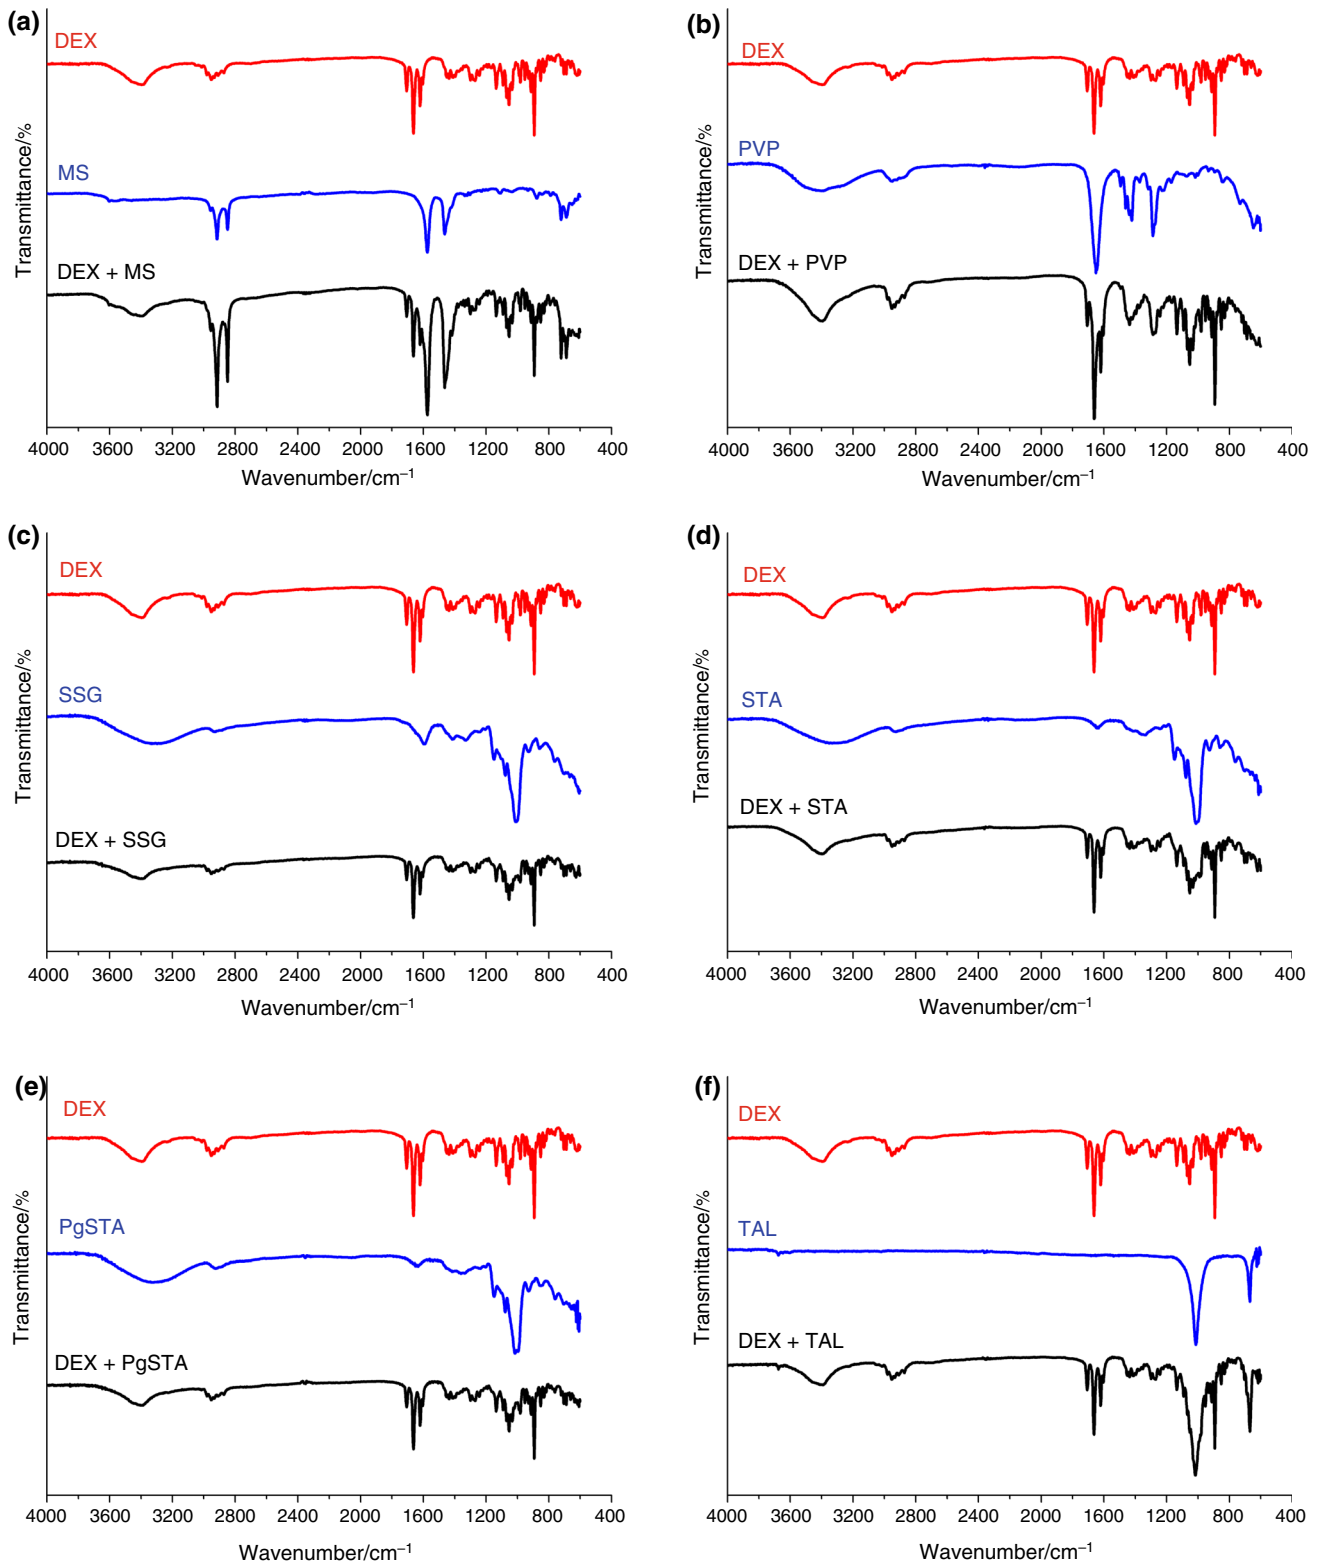 (a)
DEX
MS
DEX + MS
Transmittance/%
4000 3600 3200 2800 2400 2000 1600 1200 800 400
Wavenumber/cm⁻¹
(b)
DEX
PVP
DEX + PVP
Transmittance/%
4000 3600 3200 2800 2400 2000 1600 1200 800 400
Wavenumber/cm⁻¹
(c)
DEX
SSG
DEX + SSG
Transmittance/%
4000 3600 3200 2800 2400 2000 1600 1200 800 400
Wavenumber/cm⁻¹
(d)
DEX
STA
DEX + STA
Transmittance/%
4000 3600 3200 2800 2400 2000 1600 1200 800 400
Wavenumber/cm⁻¹
(e)
DEX
PgSTA
DEX + PgSTA
Transmittance/%
4000 3600 3200 2800 2400 2000 1600 1200 800 400
Wavenumber/cm⁻¹
(f)
DEX
TAL
DEX + TAL
Transmittance/%
4000 3600 3200 2800 2400 2000 1600 1200 800 400
Wavenumber/cm⁻¹